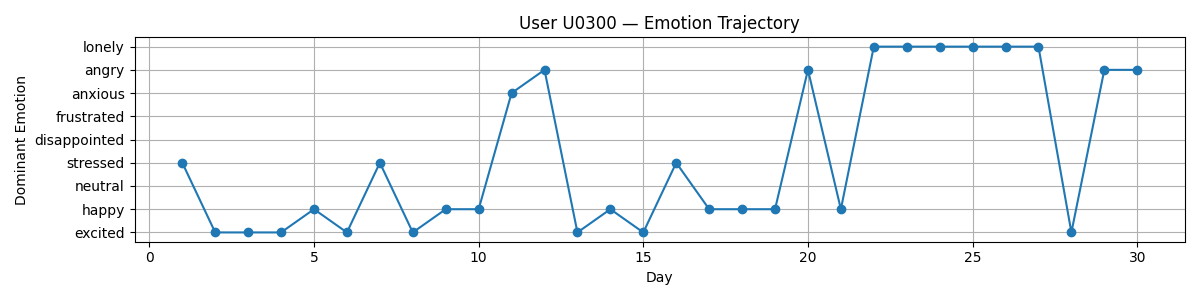 User U0300 — Emotion Trajectory
Dominant Emotion
lonely
angry
anxious
frustrated
disappointed
stressed
neutral
happy
excited
0 5 10 15 20 25 30
Day